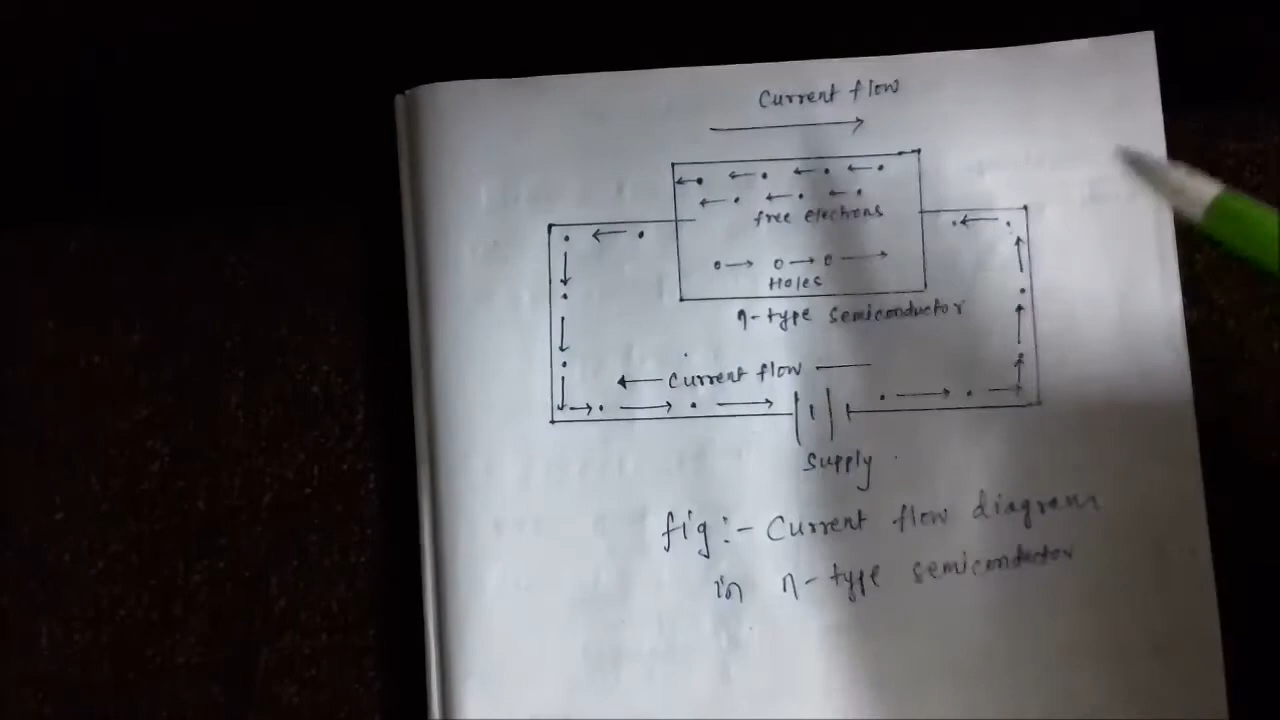 Current flow
free electrons
Holes
n-type semiconductor
Current flow
Supply
fig:- Current flow diagram
in n-type semiconductor